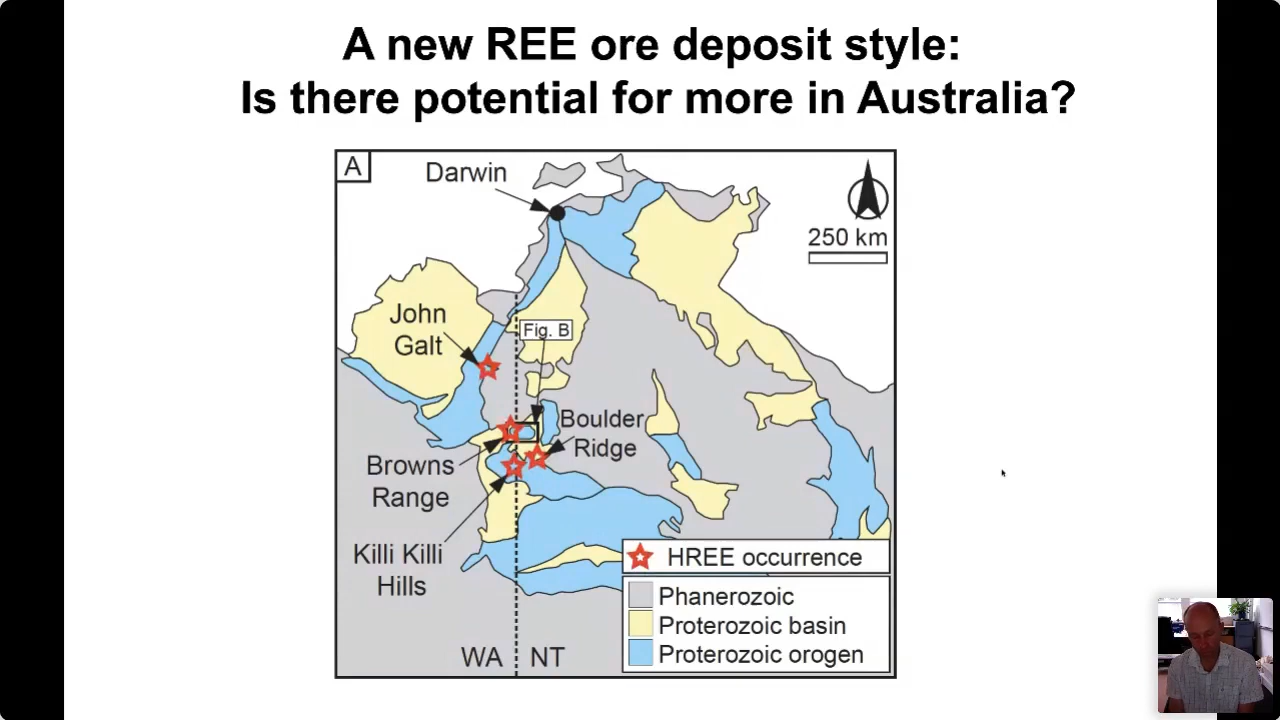 A new REE ore deposit style:
Is there potential for more in Australia?
A
Darwin
250 km
John
Galt
Fig. B
Boulder
Ridge
Browns
Range
Killi Killi
Hills
HREE occurrence
Phanerozoic
Proterozoic basin
Proterozoic orogen
WA
NT